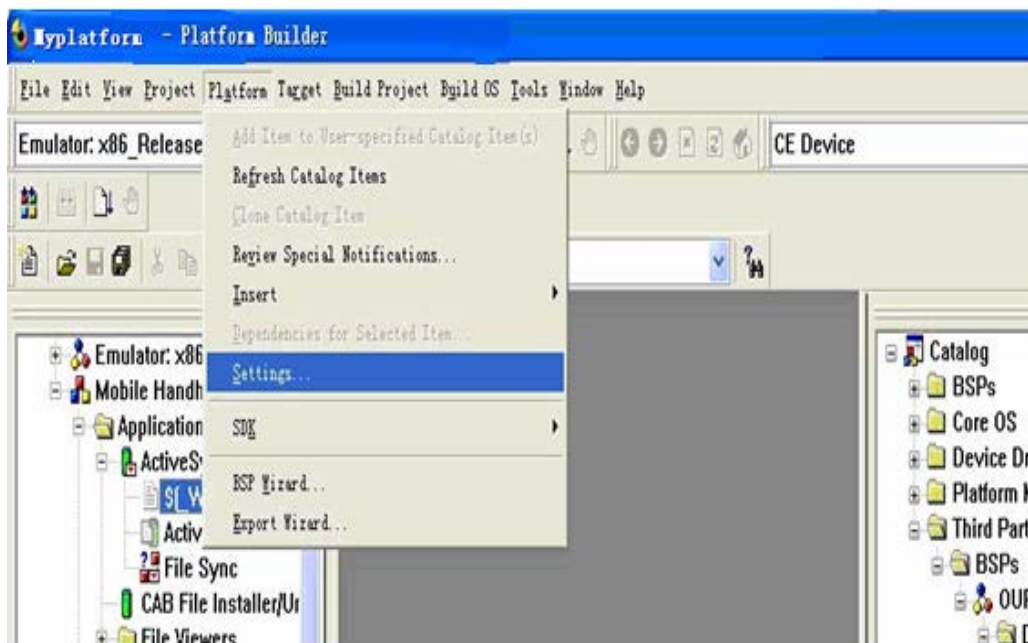 Myplatform - Platform Builder
File Edit View Project Platform Target Build Project Build OS Tools Window Help
Emulator: x86_Release
CE Device
Add Item to User-specified Catalog Item(s)
Refresh Catalog Items
Clone Catalog Item
Review Special Notifications...
Insert
Dependencies for Selected Item...
Settings...
SDK
BSP Wizard...
Export Wizard...
Emulator: x86
Mobile Handh
Application
ActiveS
$(_W
Activ
File Sync
CAB File Installer/Un
File Viewers
Catalog
BSPs
Core OS
Device Dr
Platform
Third Part
BSPs
OUR